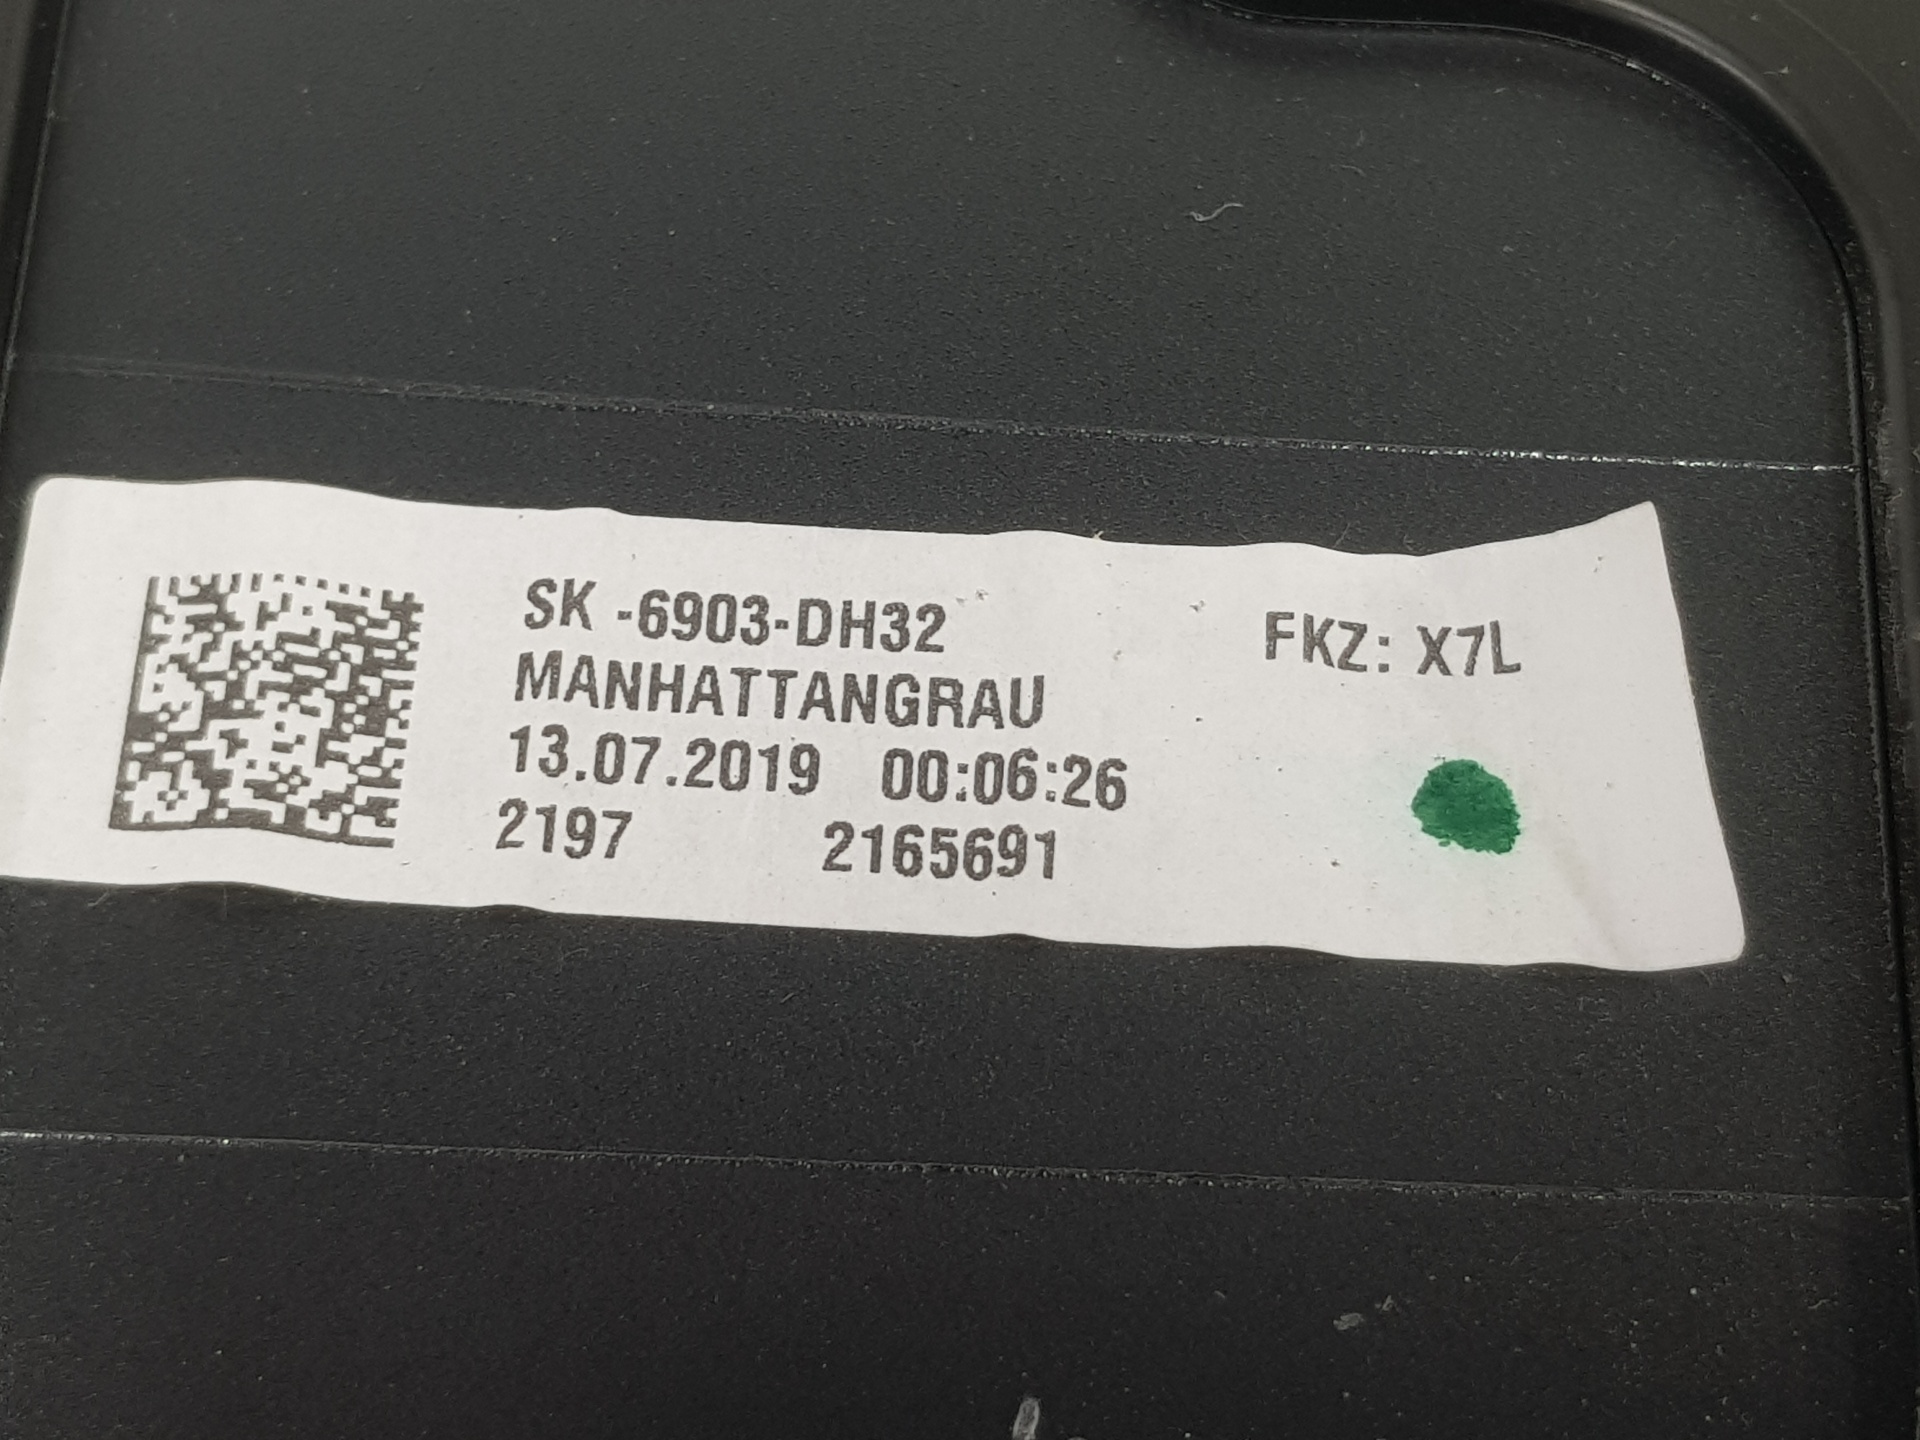 SK -6903-DH32 FKZ: X7L
MANHATTANGRAU
13.07.2019 00:06:26
2197 2165691